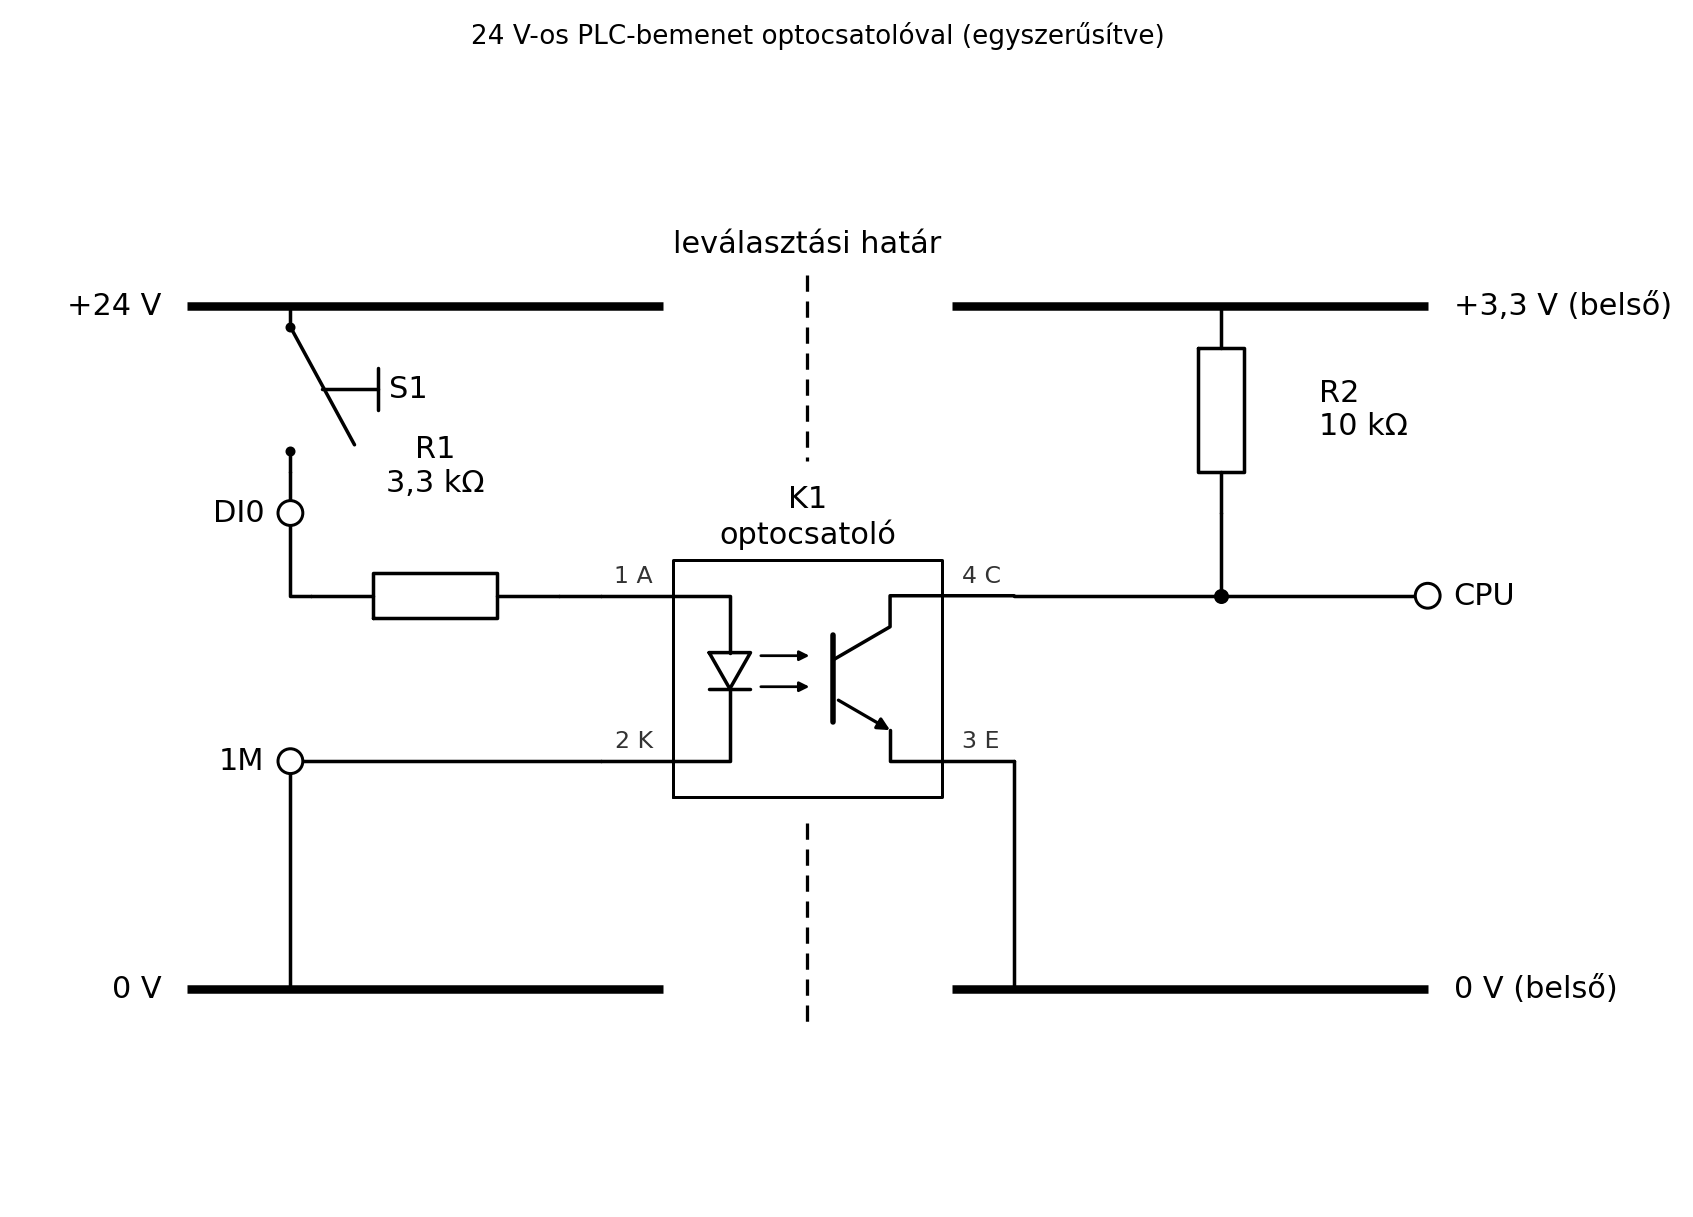 24 V-os PLC-bemenet optocsatolóval (egyszerűsítve)
leválasztási határ
+24 V
+3,3 V (belső)
S1
R2
10 kΩ
R1
3,3 kΩ
DI0
K1
optocsatoló
1 A
4 C
CPU
2 K
3 E
1M
0 V
0 V (belső)